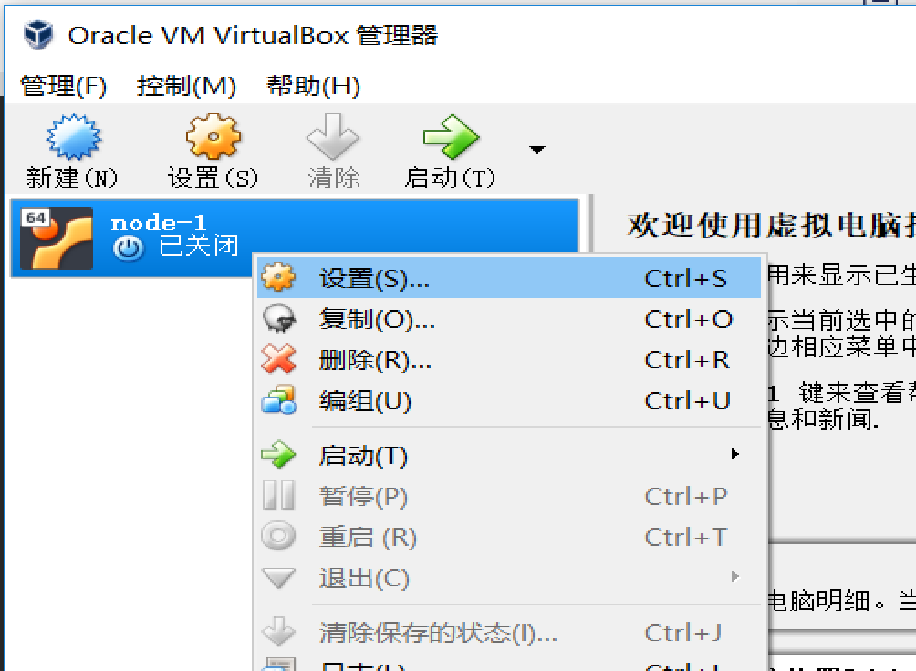 Oracle VM VirtualBox 管理器
管理(F) 控制(M) 帮助(H)
新建(N) 设置(S) 清除 启动(T)
64 node-1
已关闭
欢迎使用虚拟电脑
设置(S)... Ctrl+S
用来显示已
复制(O)... Ctrl+O
示当前选中的
删除(R)... Ctrl+R
边相应菜单中
编组(U) Ctrl+U
1 键来查看
息和新闻.
启动(T)
暂停(P) Ctrl+P
重启 (R) Ctrl+T
退出(C)
电脑明细。当
清除保存的状态(I)... Ctrl+J